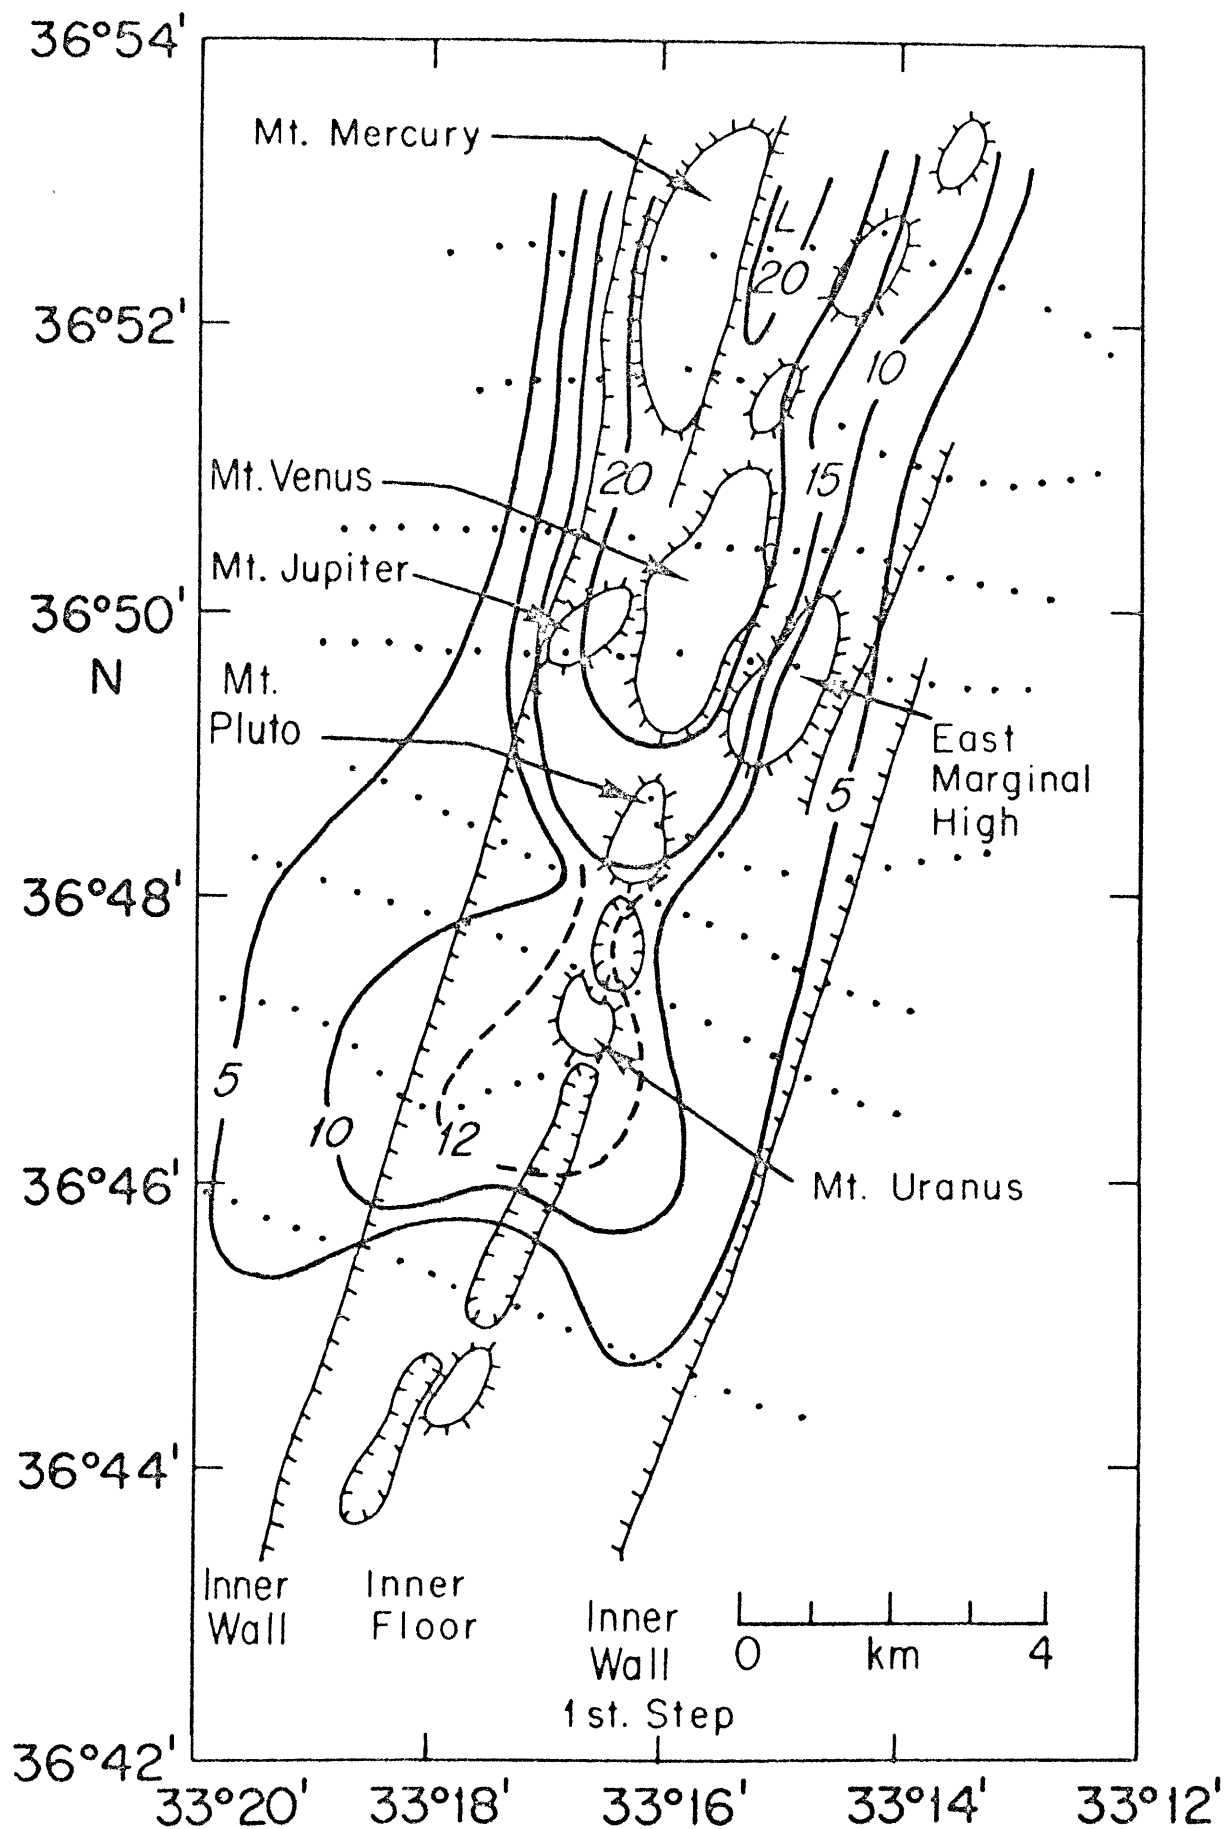 36°54'
Mt. Mercury
L
20
36°52'
10
Mt. Venus
20
15
Mt. Jupiter
36°50'
N
Mt.
Pluto
East
Marginal
High
5
36°48'
5
10
12
36°46'
Mt. Uranus
36°44'
Inner
Wall
Inner
Floor
Inner
Wall
1st. Step
0 km 4
36°42'
33°20' 33°18' 33°16' 33°14' 33°12'